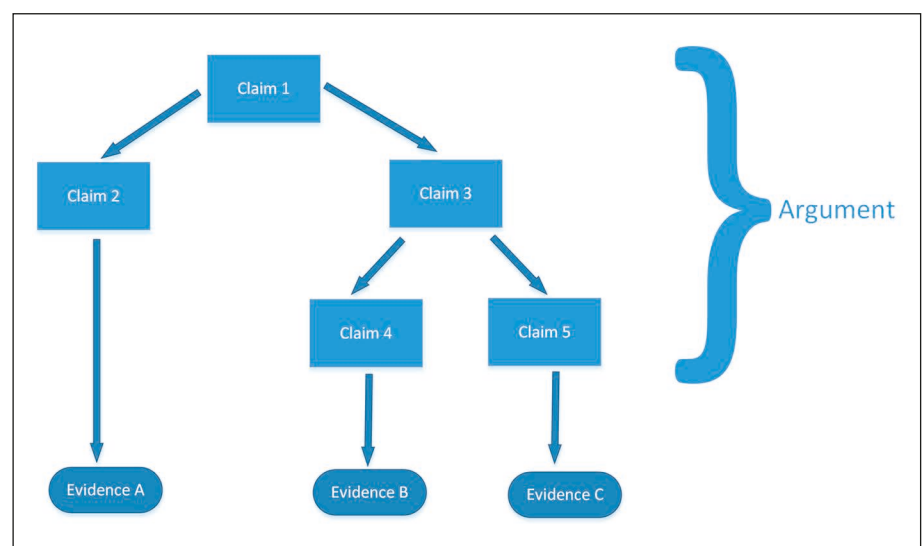 Claim 1
Claim 2
Claim 3
Argument
Claim 4
Claim 5
Evidence A
Evidence B
Evidence C